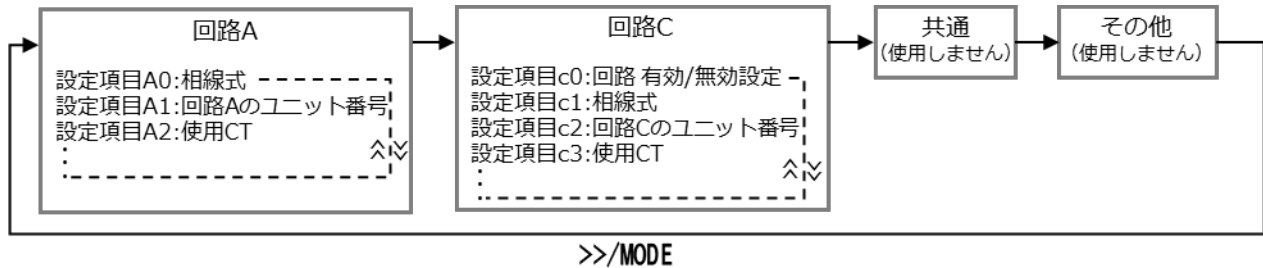 回路A
設定項目A0:相線式
設定項目A1:回路Aのユニット番号
設定項目A2:使用CT
:
回路C
設定項目c0:回路 有効/無効設定
設定項目c1:相線式
設定項目c2:回路Cのユニット番号
設定項目c3:使用CT
:
共通
(使用しません)
その他
(使用しません)
>>/MODE